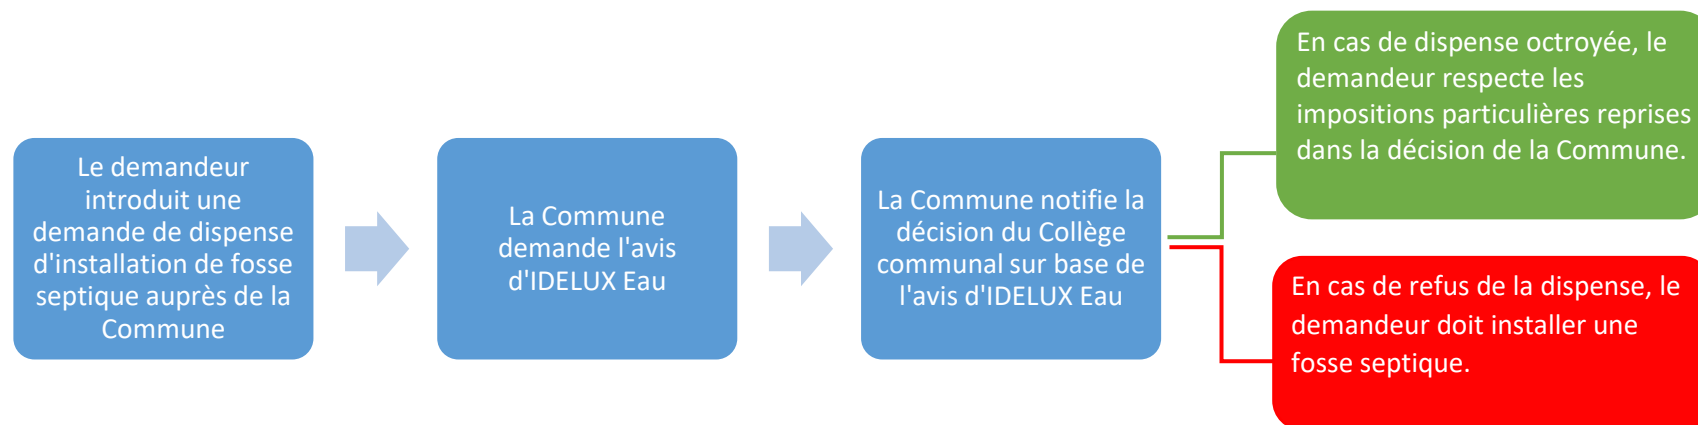 Le demandeur
introduit une
demande de dispense
d'installation de fosse
septique auprès de la
Commune
La Commune
demande l'avis
d'IDELUX Eau
La Commune notifie la
décision du Collège
communal sur base de
l'avis d'IDELUX Eau
En cas de dispense octroyée, le
demandeur respecte les
impositions particulières reprises
dans la décision de la Commune.
En cas de refus de la dispense, le
demandeur doit installer une
fosse septique.